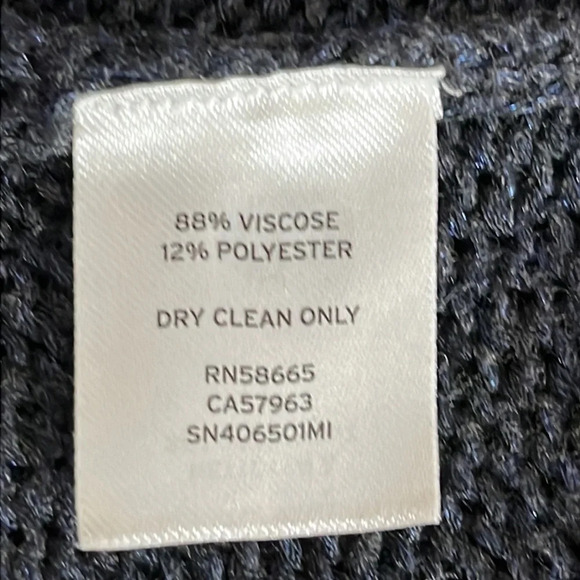 88% VISCOSE
12% POLYESTER
DRY CLEAN ONLY
RN58665
CA57963
SN406501MI